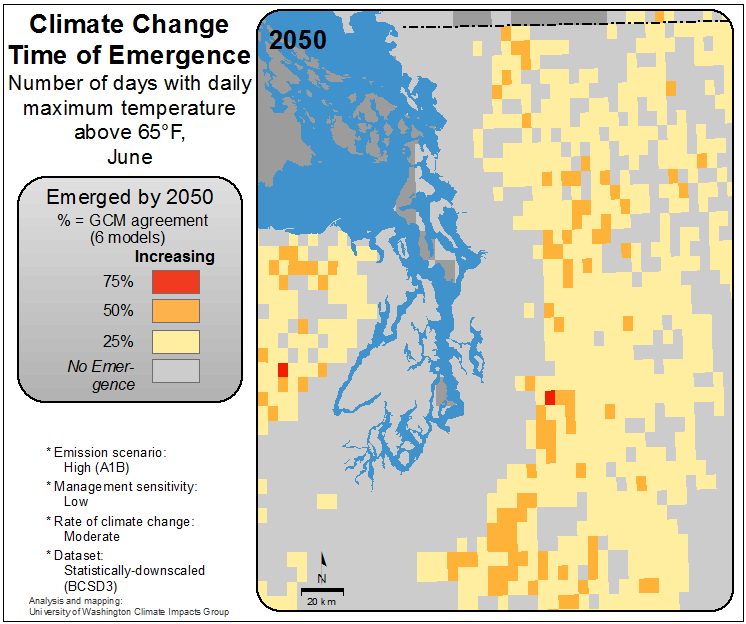 Climate Change
Time of Emergence
Number of days with daily
maximum temperature
above 65°F,
June
Emerged by 2050
% = GCM agreement
(6 models)
Increasing
75%
50%
25%
No Emer-
gence
* Emission scenario:
High (A1B)
* Management sensitivity:
Low
* Rate of climate change:
Moderate
* Dataset:
Statistically-downscaled
(BCSD3)
Analysis and mapping:
University of Washington Climate Impacts Group
2050
N
20 km